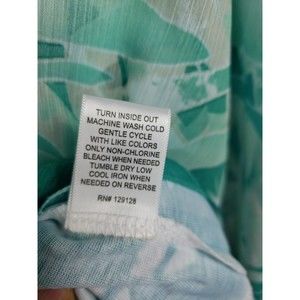 TURN INSIDE OUT
MACHINE WASH COLD
GENTLE CYCLE
WITH LIKE COLORS
ONLY NON-CHLORINE
BLEACH WHEN NEEDED
TUMBLE DRY LOW
COOL IRON WHEN
NEEDED ON REVERSE
RN# 129128